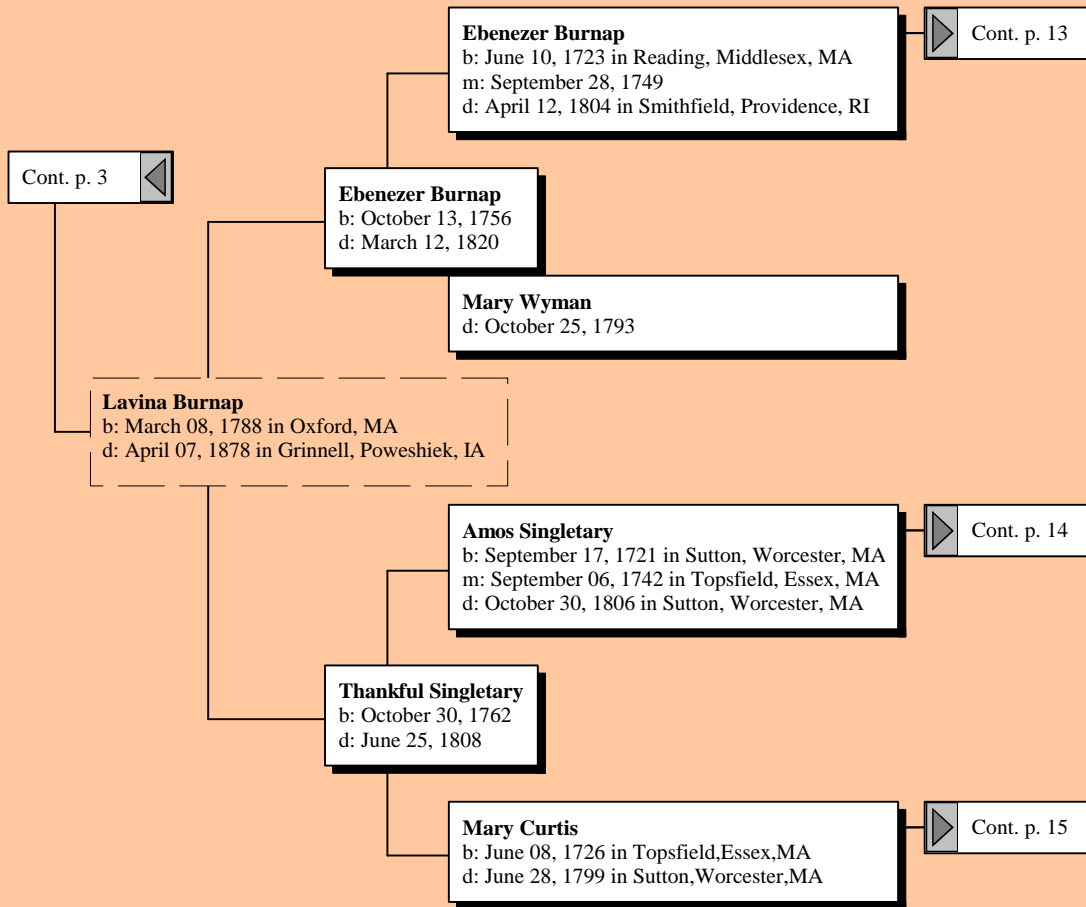 Ebenezer Burnap
b: June 10, 1723 in Reading, Middlesex, MA
m: September 28, 1749
d: April 12, 1804 in Smithfield, Providence, RI
Cont. p. 13
Cont. p. 3
Ebenezer Burnap
b: October 13, 1756
d: March 12, 1820
Mary Wyman
d: October 25, 1793
Lavina Burnap
b: March 08, 1788 in Oxford, MA
d: April 07, 1878 in Grinnell, Poweshiek, IA
Amos Singletary
b: September 17, 1721 in Sutton, Worcester, MA
m: September 06, 1742 in Topsfield, Essex, MA
d: October 30, 1806 in Sutton, Worcester, MA
Cont. p. 14
Thankful Singletary
b: October 30, 1762
d: June 25, 1808
Mary Curtis
b: June 08, 1726 in Topsfield,Essex,MA
d: June 28, 1799 in Sutton,Worcester,MA
Cont. p. 15